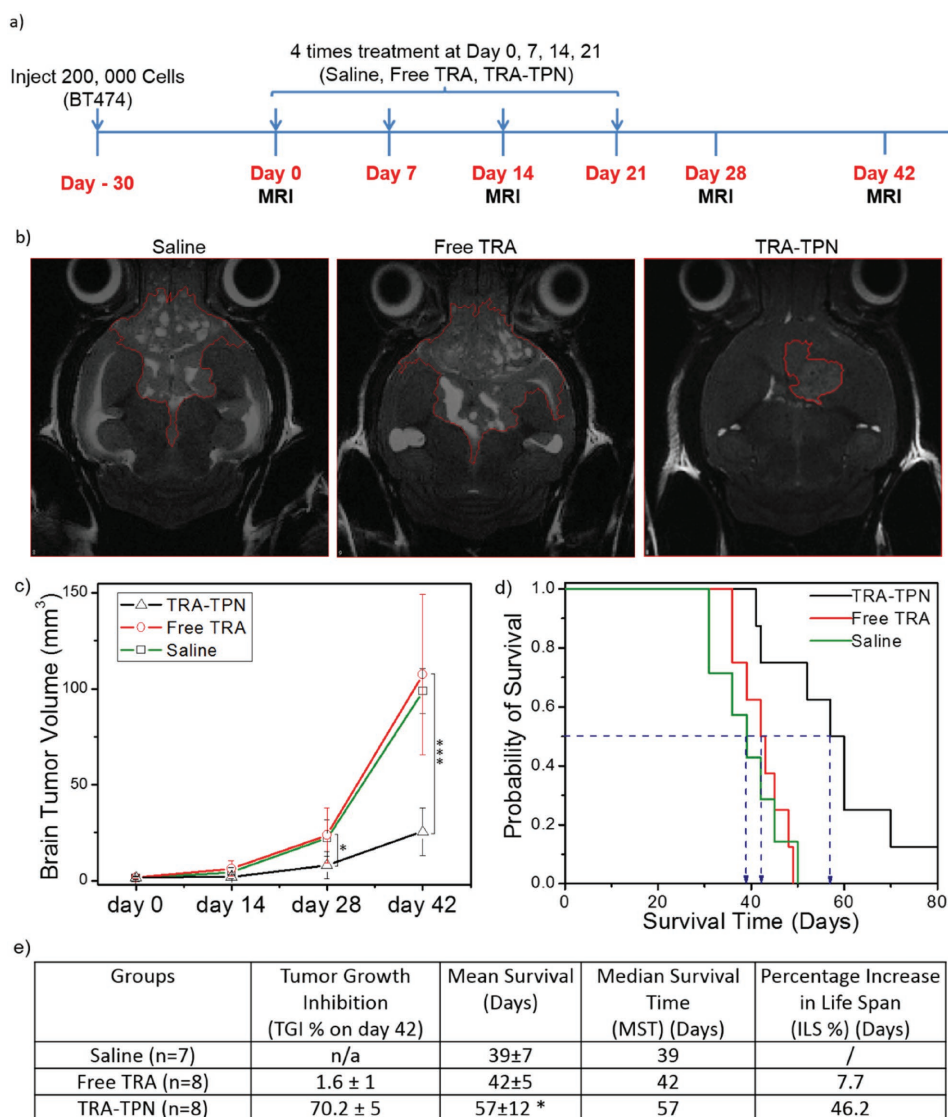 a)
4 times treatment at Day 0, 7, 14, 21
(Saline, Free TRA, TRA-TPN)
Inject 200, 000 Cells
(BT474)
Day - 30
Day 0
MRI
Day 7
Day 14
MRI
Day 21
Day 28
MRI
Day 42
MRI
b)
Saline
Free TRA
TRA-TPN
c)
Brain Tumor Volume (mm³)
150
100
50
0
TRA-TPN
Free TRA
Saline
***
*
day 0
day 14
day 28
day 42
d)
Probability of Survival
1.0
0.8
0.6
0.4
0.2
0.0
TRA-TPN
Free TRA
Saline
0
20
40
60
80
Survival Time (Days)
e)
Groups
Tumor Growth
Inhibition
(TGI % on day 42)
Mean Survival
(Days)
Median Survival
Time
(MST) (Days)
Percentage Increase
in Life Span
(ILS %) (Days)
Saline (n=7) n/a 39±7 39 /
Free TRA (n=8) 1.6 ± 1 42±5 42 7.7
TRA-TPN (n=8) 70.2 ± 5 57±12 * 57 46.2